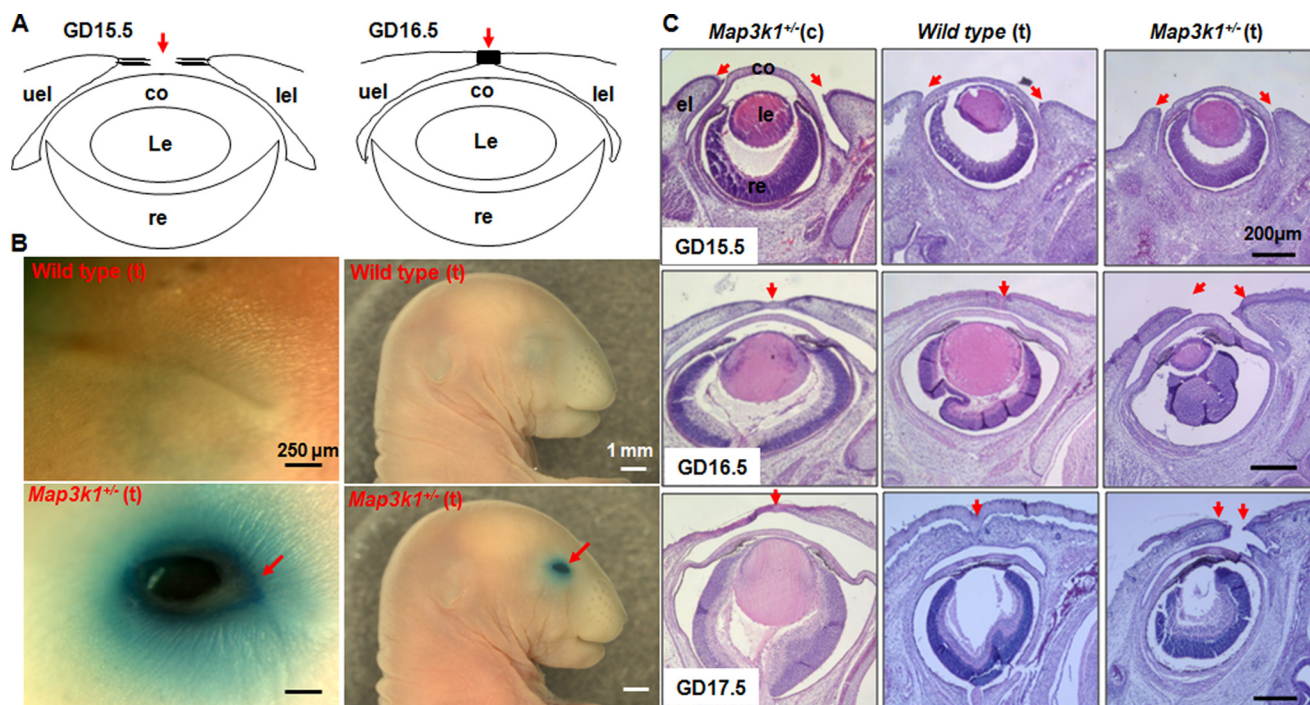 A
GD15.5
GD16.5
uel
co
lel
Le
re
uel
co
lel
Le
re
B
Wild type (t)
250 µm
Wild type (t)
1 mm
Map3k1+/- (t)
Map3k1+/- (t)
C
Map3k1+/-(c)
Wild type (t)
Map3k1+/-(t)
co
el
le
re
GD15.5
200µm
GD16.5
GD17.5